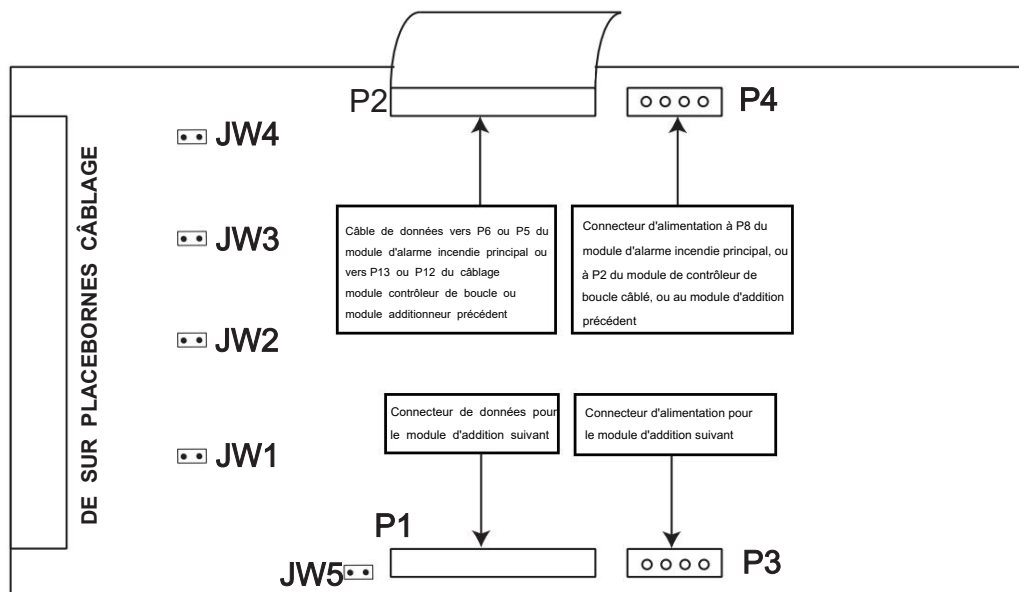 P2
P4
JW4
JW3
JW2
JW1
DE SUR PLACEBORNES CÂBLAGE
Câble de données vers P6 ou P5 du
module d'alarme incendie principal ou
vers P13 ou P12 du câblage
module contrôleur de boucle ou
module additionneur précédent
Connecteur d'alimentation à P8 du
module d'alarme incendie principal, ou
à P2 du module de contrôleur de
boucle câblé, ou au module d'addition
précédent
Connecteur de données pour
le module d'addition suivant
Connecteur d'alimentation pour
le module d'addition suivant
P1
P3
JW5